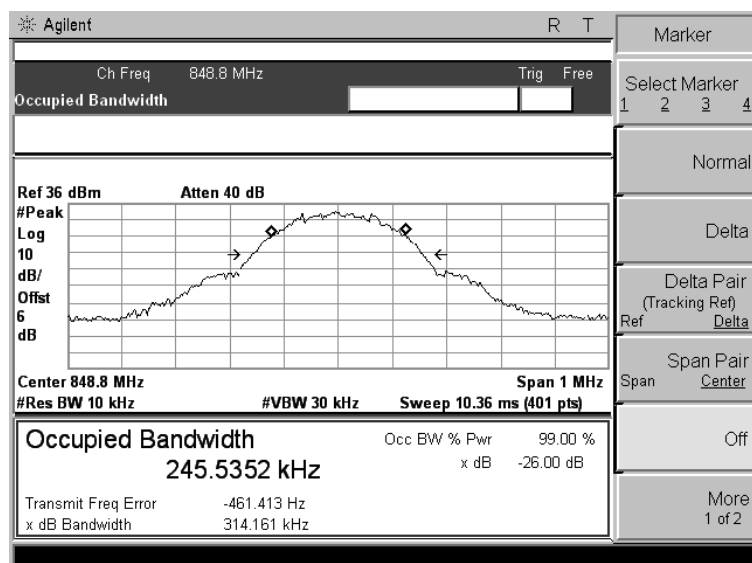 Agilent R T
Ch Freq 848.8 MHz Trig Free
Occupied Bandwidth
Ref 36 dBm Atten 40 dB
#Peak
Log
10
dB/
Offst
6
dB
Center 848.8 MHz Span 1 MHz
#Res BW 10 kHz #VBW 30 kHz Sweep 10.36 ms (401 pts)
Occupied Bandwidth
245.5352 kHz
Occ BW % Pwr 99.00 %
x dB -26.00 dB
Transmit Freq Error -461.413 Hz
x dB Bandwidth 314.161 kHz
Marker
Select Marker
1 2 3 4
Normal
Delta
Delta Pair
(Tracking Ref)
Ref Delta
Span Pair
Span Center
Off
More
1 of 2